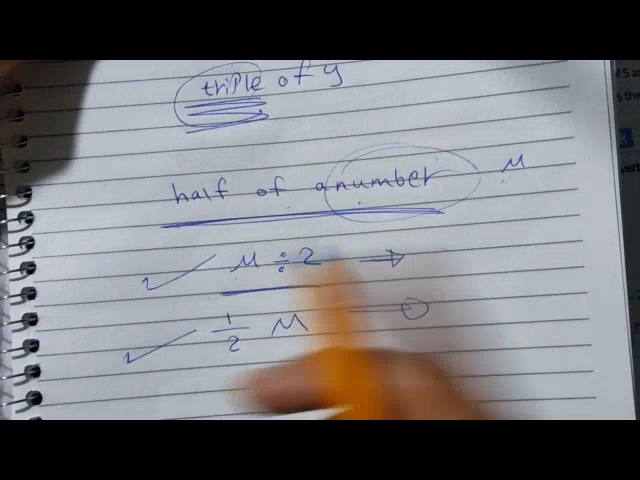 triple of y
half of a number n
n ÷ 2 →
1/2 n